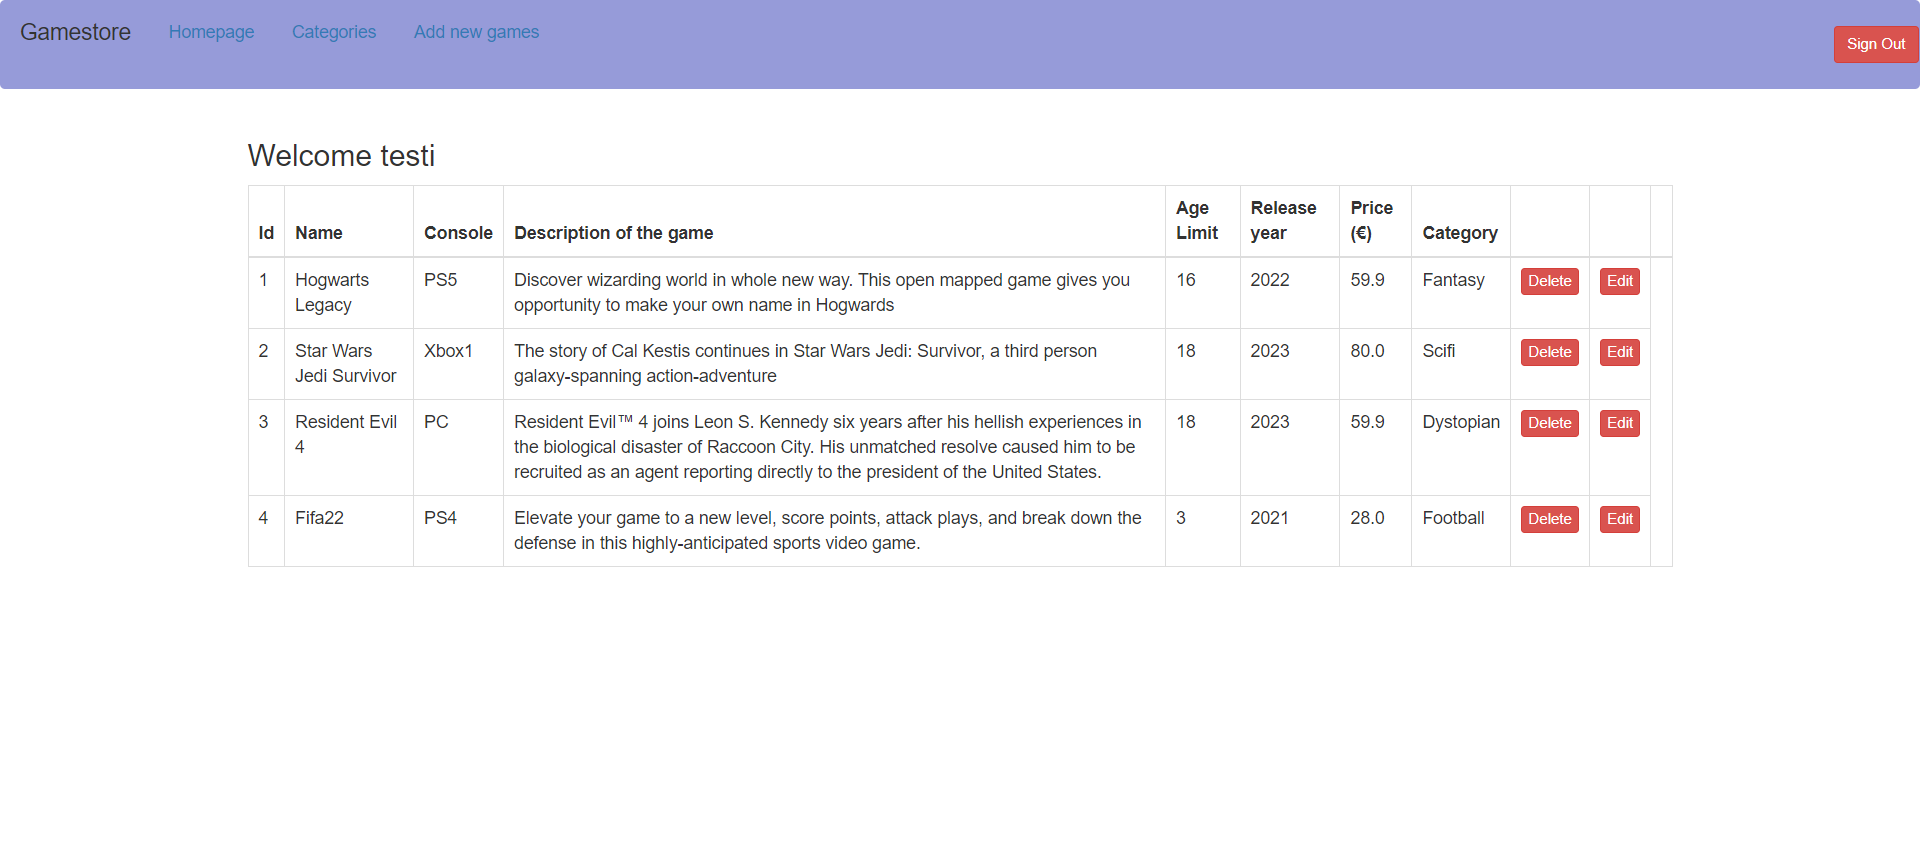 Gamestore Homepage Categories Add new games
Sign Out
Welcome testi
Id Name Console Description of the game Age Limit Release year Price (€) Category
1 Hogwarts Legacy PS5 Discover wizarding world in whole new way. This open mapped game gives you
opportunity to make your own name in Hogwards 16 2022 59.9 Fantasy Delete Edit
2 Star Wars Jedi Survivor Xbox1 The story of Cal Kestis continues in Star Wars Jedi: Survivor, a third person
galaxy-spanning action-adventure 18 2023 80.0 Scifi Delete Edit
3 Resident Evil 4 PC Resident Evil™ 4 joins Leon S. Kennedy six years after his hellish experiences in
the biological disaster of Raccoon City. His unmatched resolve caused him to be
recruited as an agent reporting directly to the president of the United States. 18 2023 59.9 Dystopian Delete Edit
4 Fifa22 PS4 Elevate your game to a new level, score points, attack plays, and break down the
defense in this highly-anticipated sports video game. 3 2021 28.0 Football Delete Edit